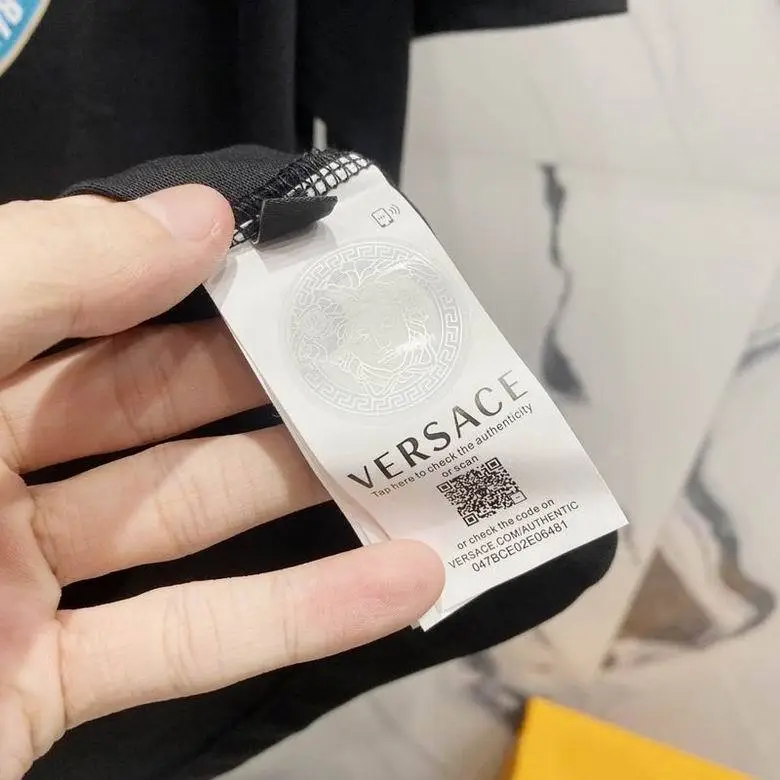 VERSACE
Tap here to check the authenticity
or scan
or check the code on
VERSACE.COM/AUTHENTIC
047BCE02E06481